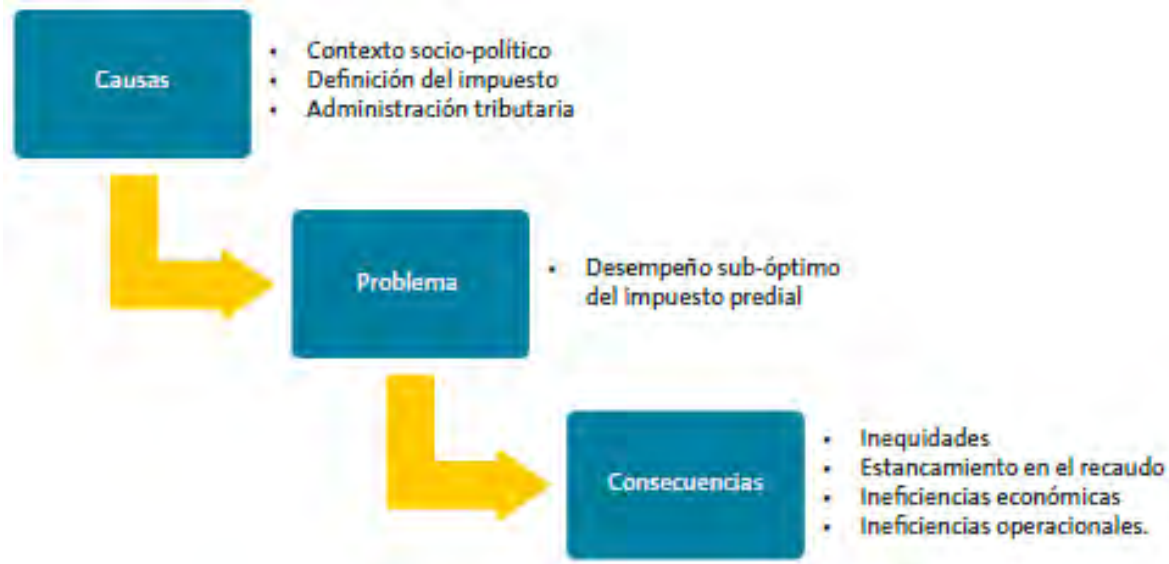 Causas
• Contexto socio-político
• Definición del impuesto
• Administración tributaria
Problema
• Desempeño sub-óptimo
del impuesto predial
Consecuencias
• Inequidades
• Estancamiento en el recaudo
• Ineficiencias económicas
• Ineficiencias operacionales.